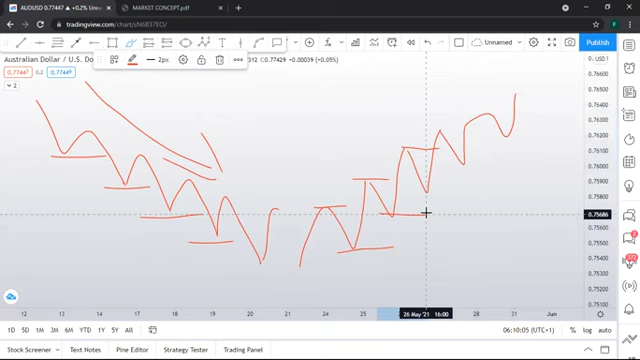 AUDUSD 0.77447 ▲ +0.2% Unn
MARKET CONCEPT.pdf
tradingview.com/chart/sN6B37EO/
Unnamed
Publish
2px
Australian Dollar / U.S. D
312 0.77429 +0.00039 (+0.05%)
0.77447 0.2 0.77449
2
0.76600
0.76500
0.76400
0.76300
0.76200
0.76100
0.76000
0.75900
0.75800
0.75686
0.75600
0.75500
0.75400
0.75300
0.75200
0.75100
12 13 14 17 18 19 20 24 25 26 May '21 16:00 28 31 Jun
1D 5D 1M 3M 6M YTD 1Y 5Y All
06:10:05 (UTC+1) % log auto
Stock Screener Text Notes Pine Editor Strategy Tester Trading Panel